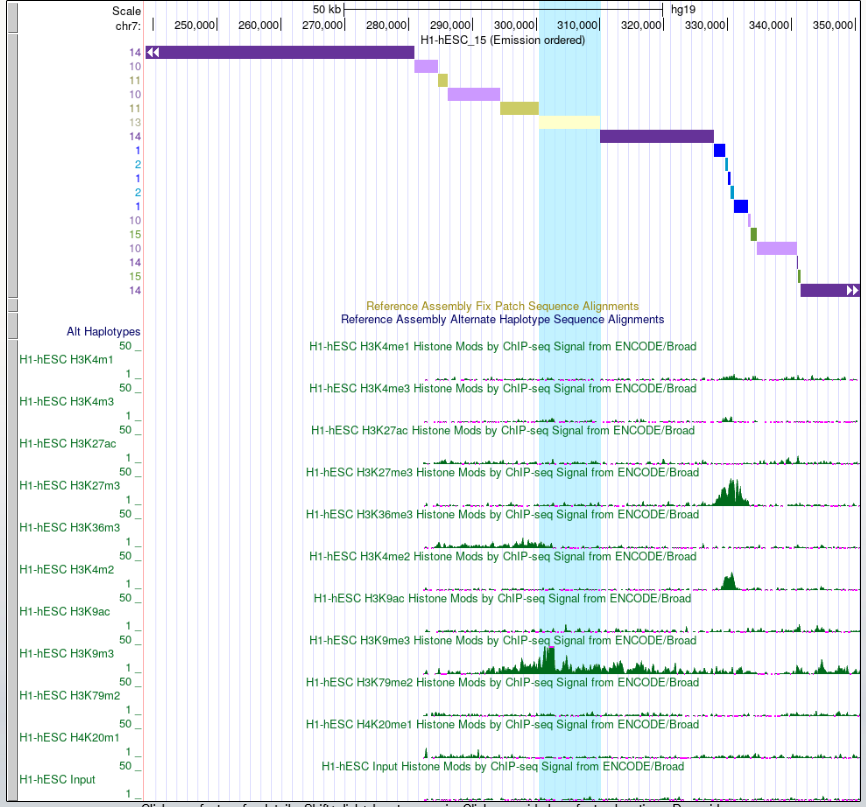 Scale 50 kb hg19
chr7: 250,000 260,000 270,000 280,000 290,000 300,000 310,000 320,000 330,000 340,000 350,000
H1-hESC_15 (Emission ordered)
14
10
11
10
11
13
14
1
2
1
2
1
10
15
10
14
15
14
Reference Assembly Fix Patch Sequence Alignments
Reference Assembly Alternate Haplotype Sequence Alignments
Alt Haplotypes
50 _ H1-hESC H3K4me1 Histone Mods by ChIP-seq Signal from ENCODE/Broad
H1-hESC H3K4m1
1 _
H1-hESC H3K4me3 Histone Mods by ChIP-seq Signal from ENCODE/Broad
50 _
H1-hESC H3K4m3
1 _
50 _ H1-hESC H3K27ac Histone Mods by ChIP-seq Signal from ENCODE/Broad
H1-hESC H3K27ac
1 _
50 _ H1-hESC H3K27me3 Histone Mods by ChIP-seq Signal from ENCODE/Broad
H1-hESC H3K27m3
1 _
50 _ H1-hESC H3K36me3 Histone Mods by ChIP-seq Signal from ENCODE/Broad
H1-hESC H3K36m3
1 _
50 _ H1-hESC H3K4me2 Histone Mods by ChIP-seq Signal from ENCODE/Broad
H1-hESC H3K4m2
1 _
50 _ H1-hESC H3K9ac Histone Mods by ChIP-seq Signal from ENCODE/Broad
H1-hESC H3K9ac
1 _
50 _ H1-hESC H3K9me3 Histone Mods by ChIP-seq Signal from ENCODE/Broad
H1-hESC H3K9m3
1 _
50 _ H1-hESC H3K79me2 Histone Mods by ChIP-seq Signal from ENCODE/Broad
H1-hESC H3K79m2
1 _
50 _ H1-hESC H4K20me1 Histone Mods by ChIP-seq Signal from ENCODE/Broad
H1-hESC H4K20m1
1 _
50 _ H1-hESC Input Histone Mods by ChIP-seq Signal from ENCODE/Broad
H1-hESC Input
1 _